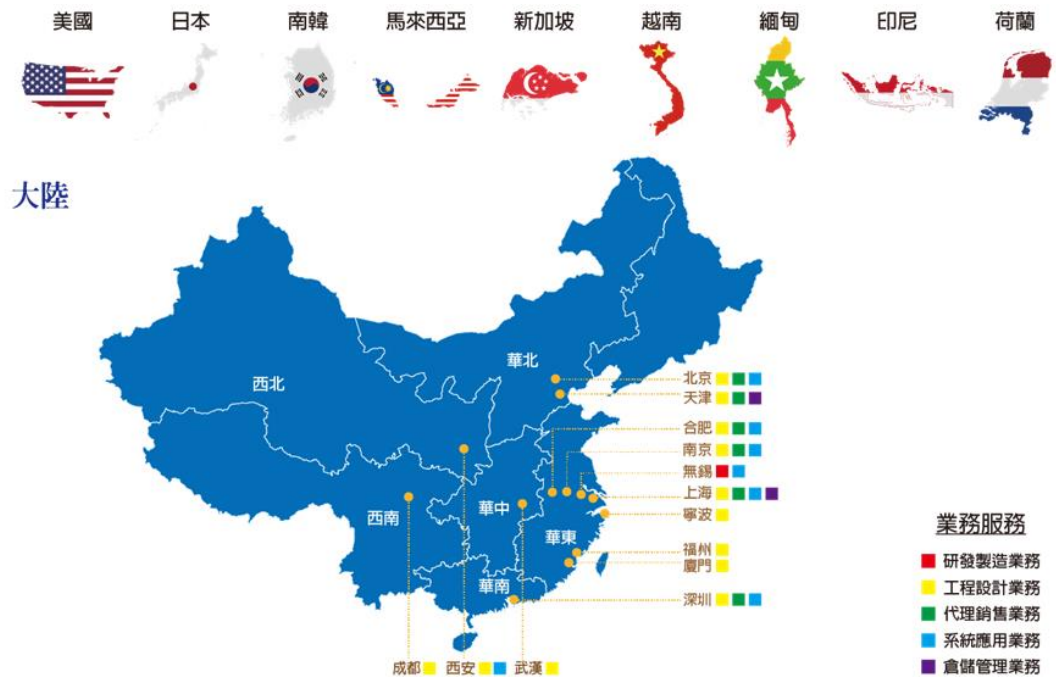 美國 日本 南韓 馬來西亞 新加坡 越南 緬甸 印尼 荷蘭
大陸
華北
西北
北京
天津
合肥
南京
無錫
上海
寧波
西南
華中
華東
福州
廈門
華南
深圳
成都 西安 武漢
業務服務
研發製造業務
工程設計業務
代理銷售業務
系統應用業務
倉儲管理業務